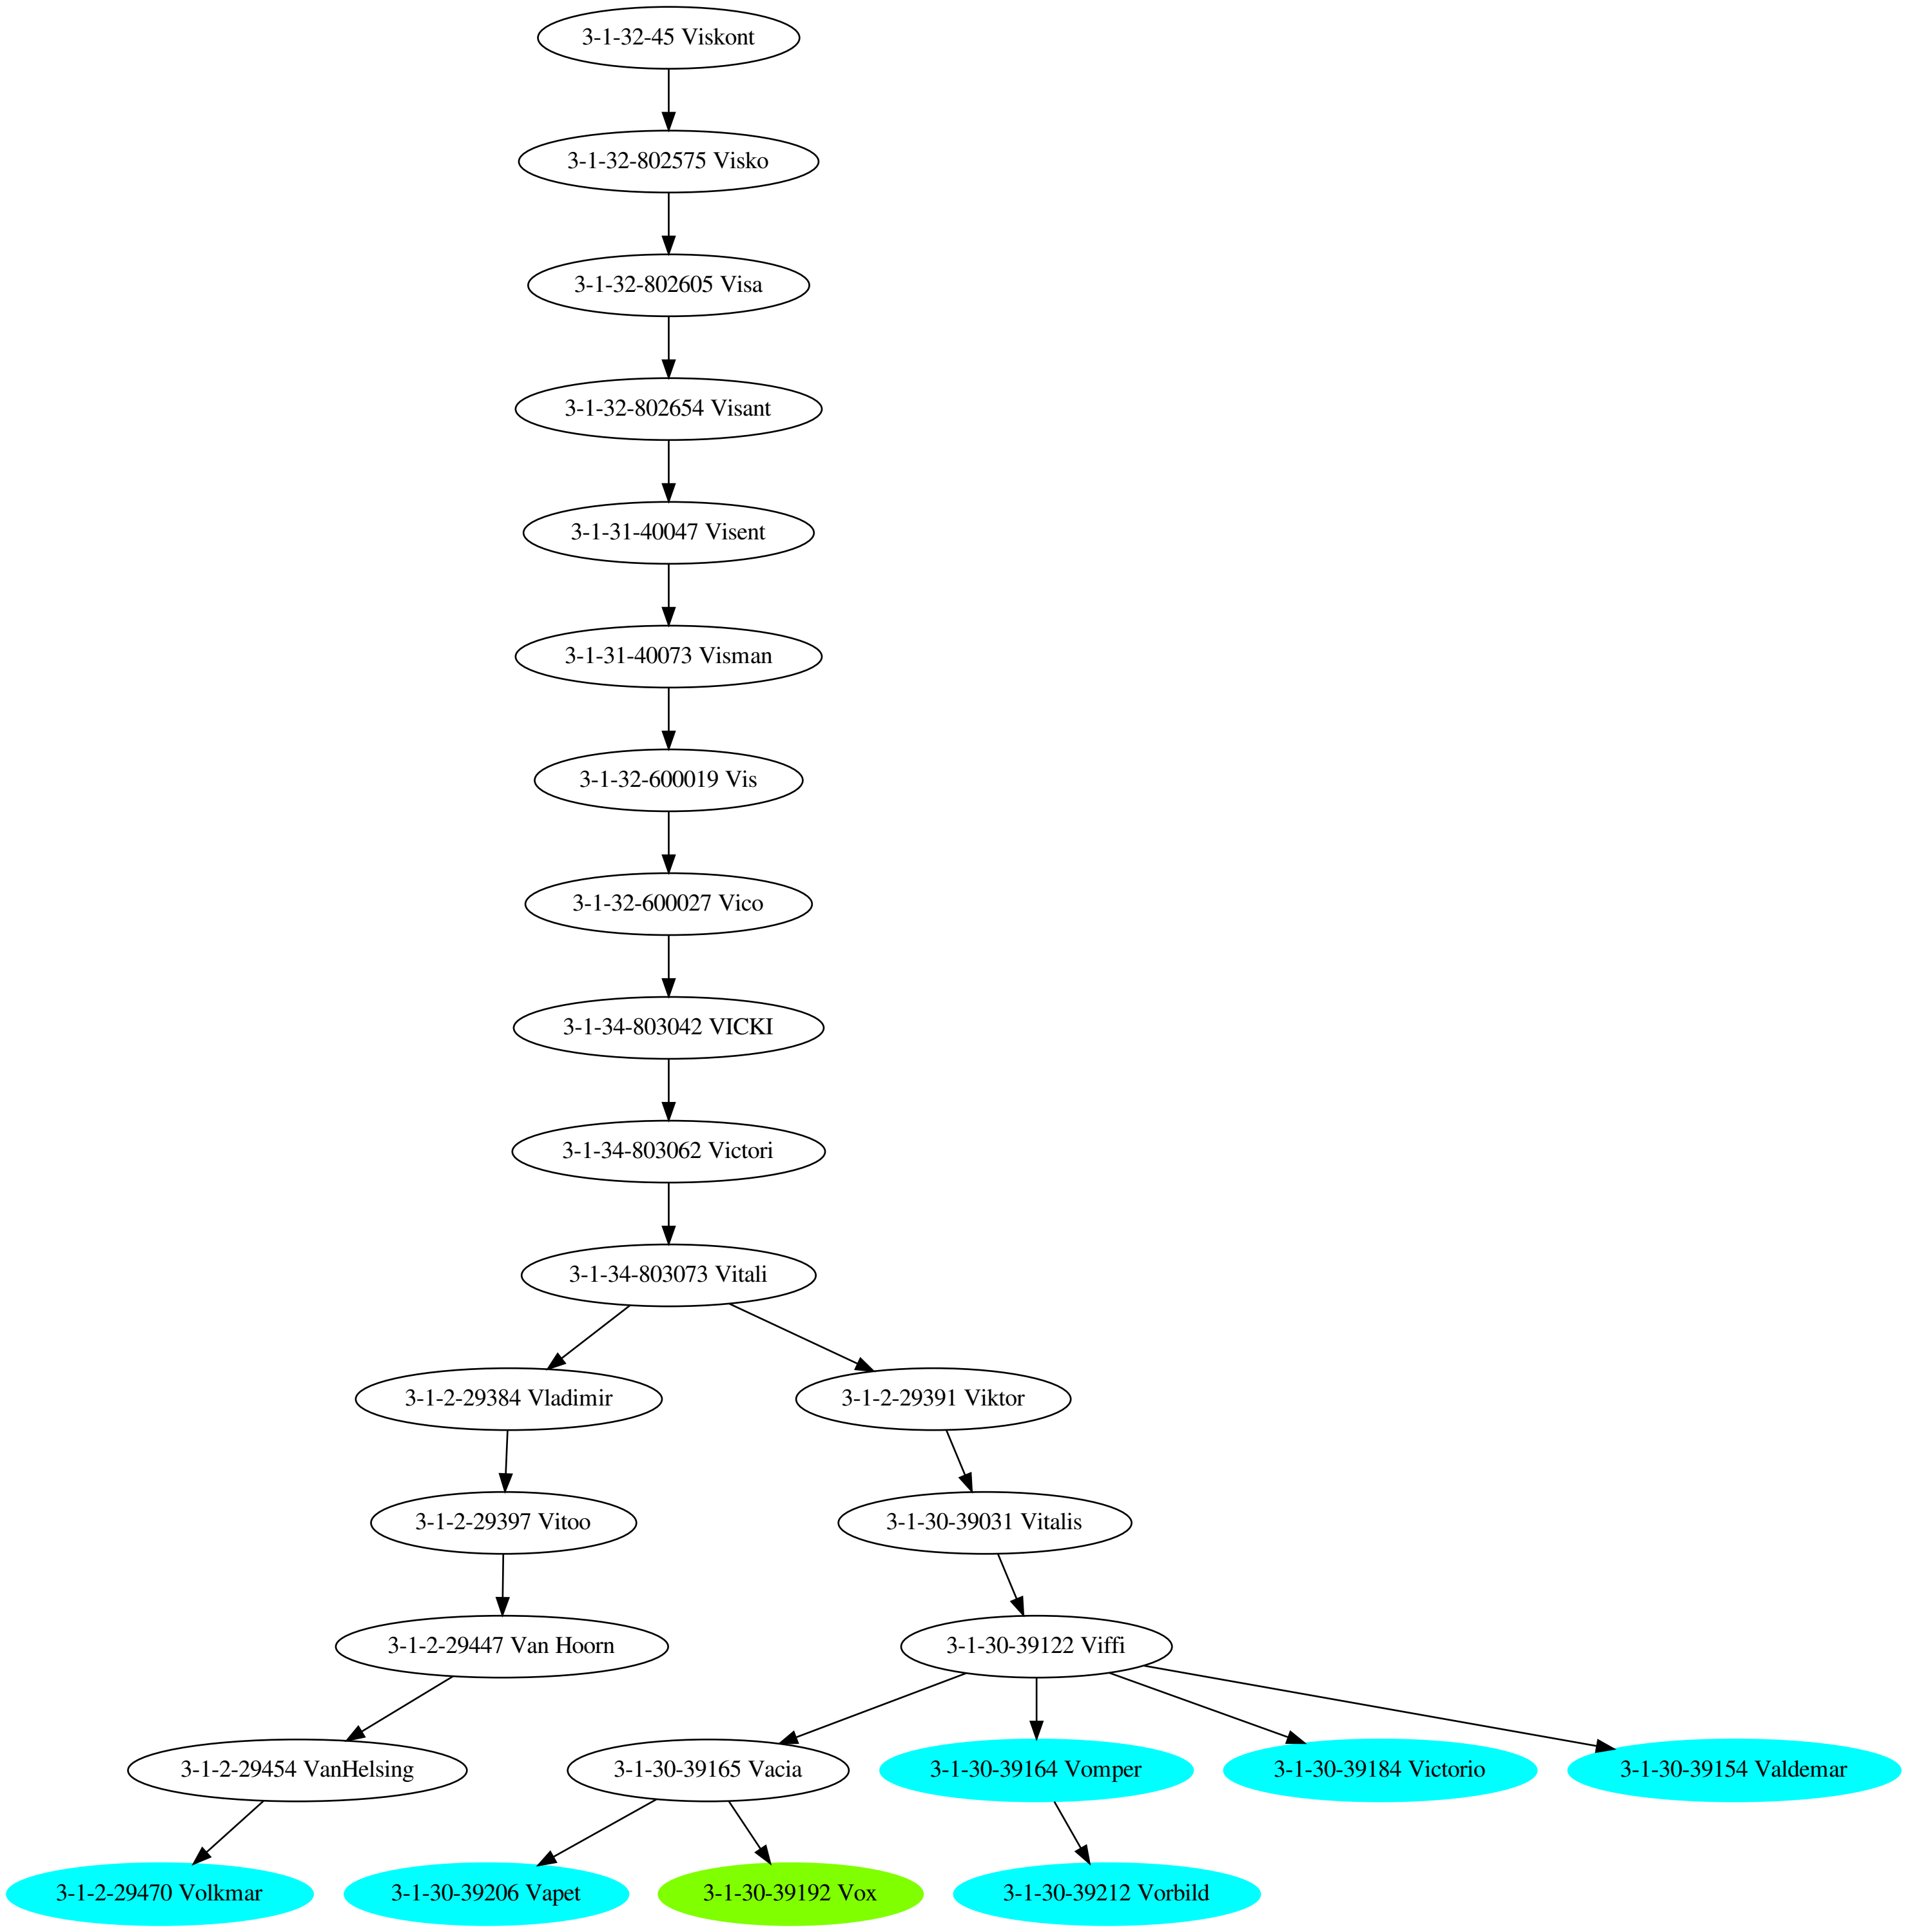 3-1-32-45 Viskont
3-1-32-802575 Visko
3-1-32-802605 Visa
3-1-32-802654 Visant
3-1-31-40047 Visent
3-1-31-40073 Visman
3-1-32-600019 Vis
3-1-32-600027 Vico
3-1-34-803042 VICKI
3-1-34-803062 Victori
3-1-34-803073 Vitali
3-1-2-29384 Vladimir
3-1-2-29391 Viktor
3-1-2-29397 Vitoo
3-1-30-39031 Vitalis
3-1-2-29447 Van Hoorn
3-1-30-39122 Viffi
3-1-2-29454 VanHelsing
3-1-30-39165 Vacia
3-1-30-39164 Vomper
3-1-30-39184 Victorio
3-1-30-39154 Valdemar
3-1-2-29470 Volkmar
3-1-30-39206 Vapet
3-1-30-39192 Vox
3-1-30-39212 Vorbild